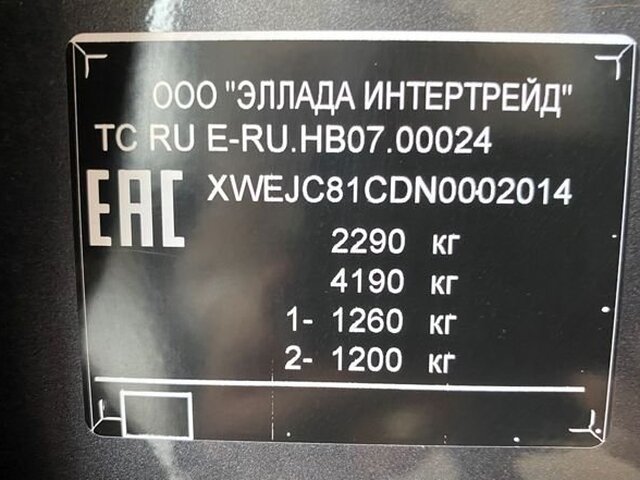 ООО "ЭЛЛАДА ИНТЕРТРЕЙД"
ТС RU E-RU.HB07.00024
EAC XWEJC81CDN0002014
2290 кг
4190 кг
1- 1260 кг
2- 1200 кг